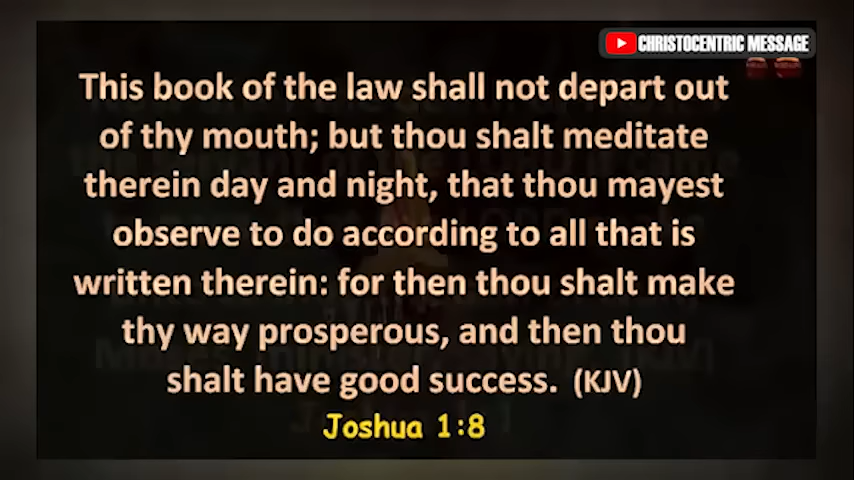 CHRISTOCENTRIC MESSAGE
This book of the law shall not depart out
of thy mouth; but thou shalt meditate
therein day and night, that thou mayest
observe to do according to all that is
written therein: for then thou shalt make
thy way prosperous, and then thou
shalt have good success. (KJV)
Joshua 1:8